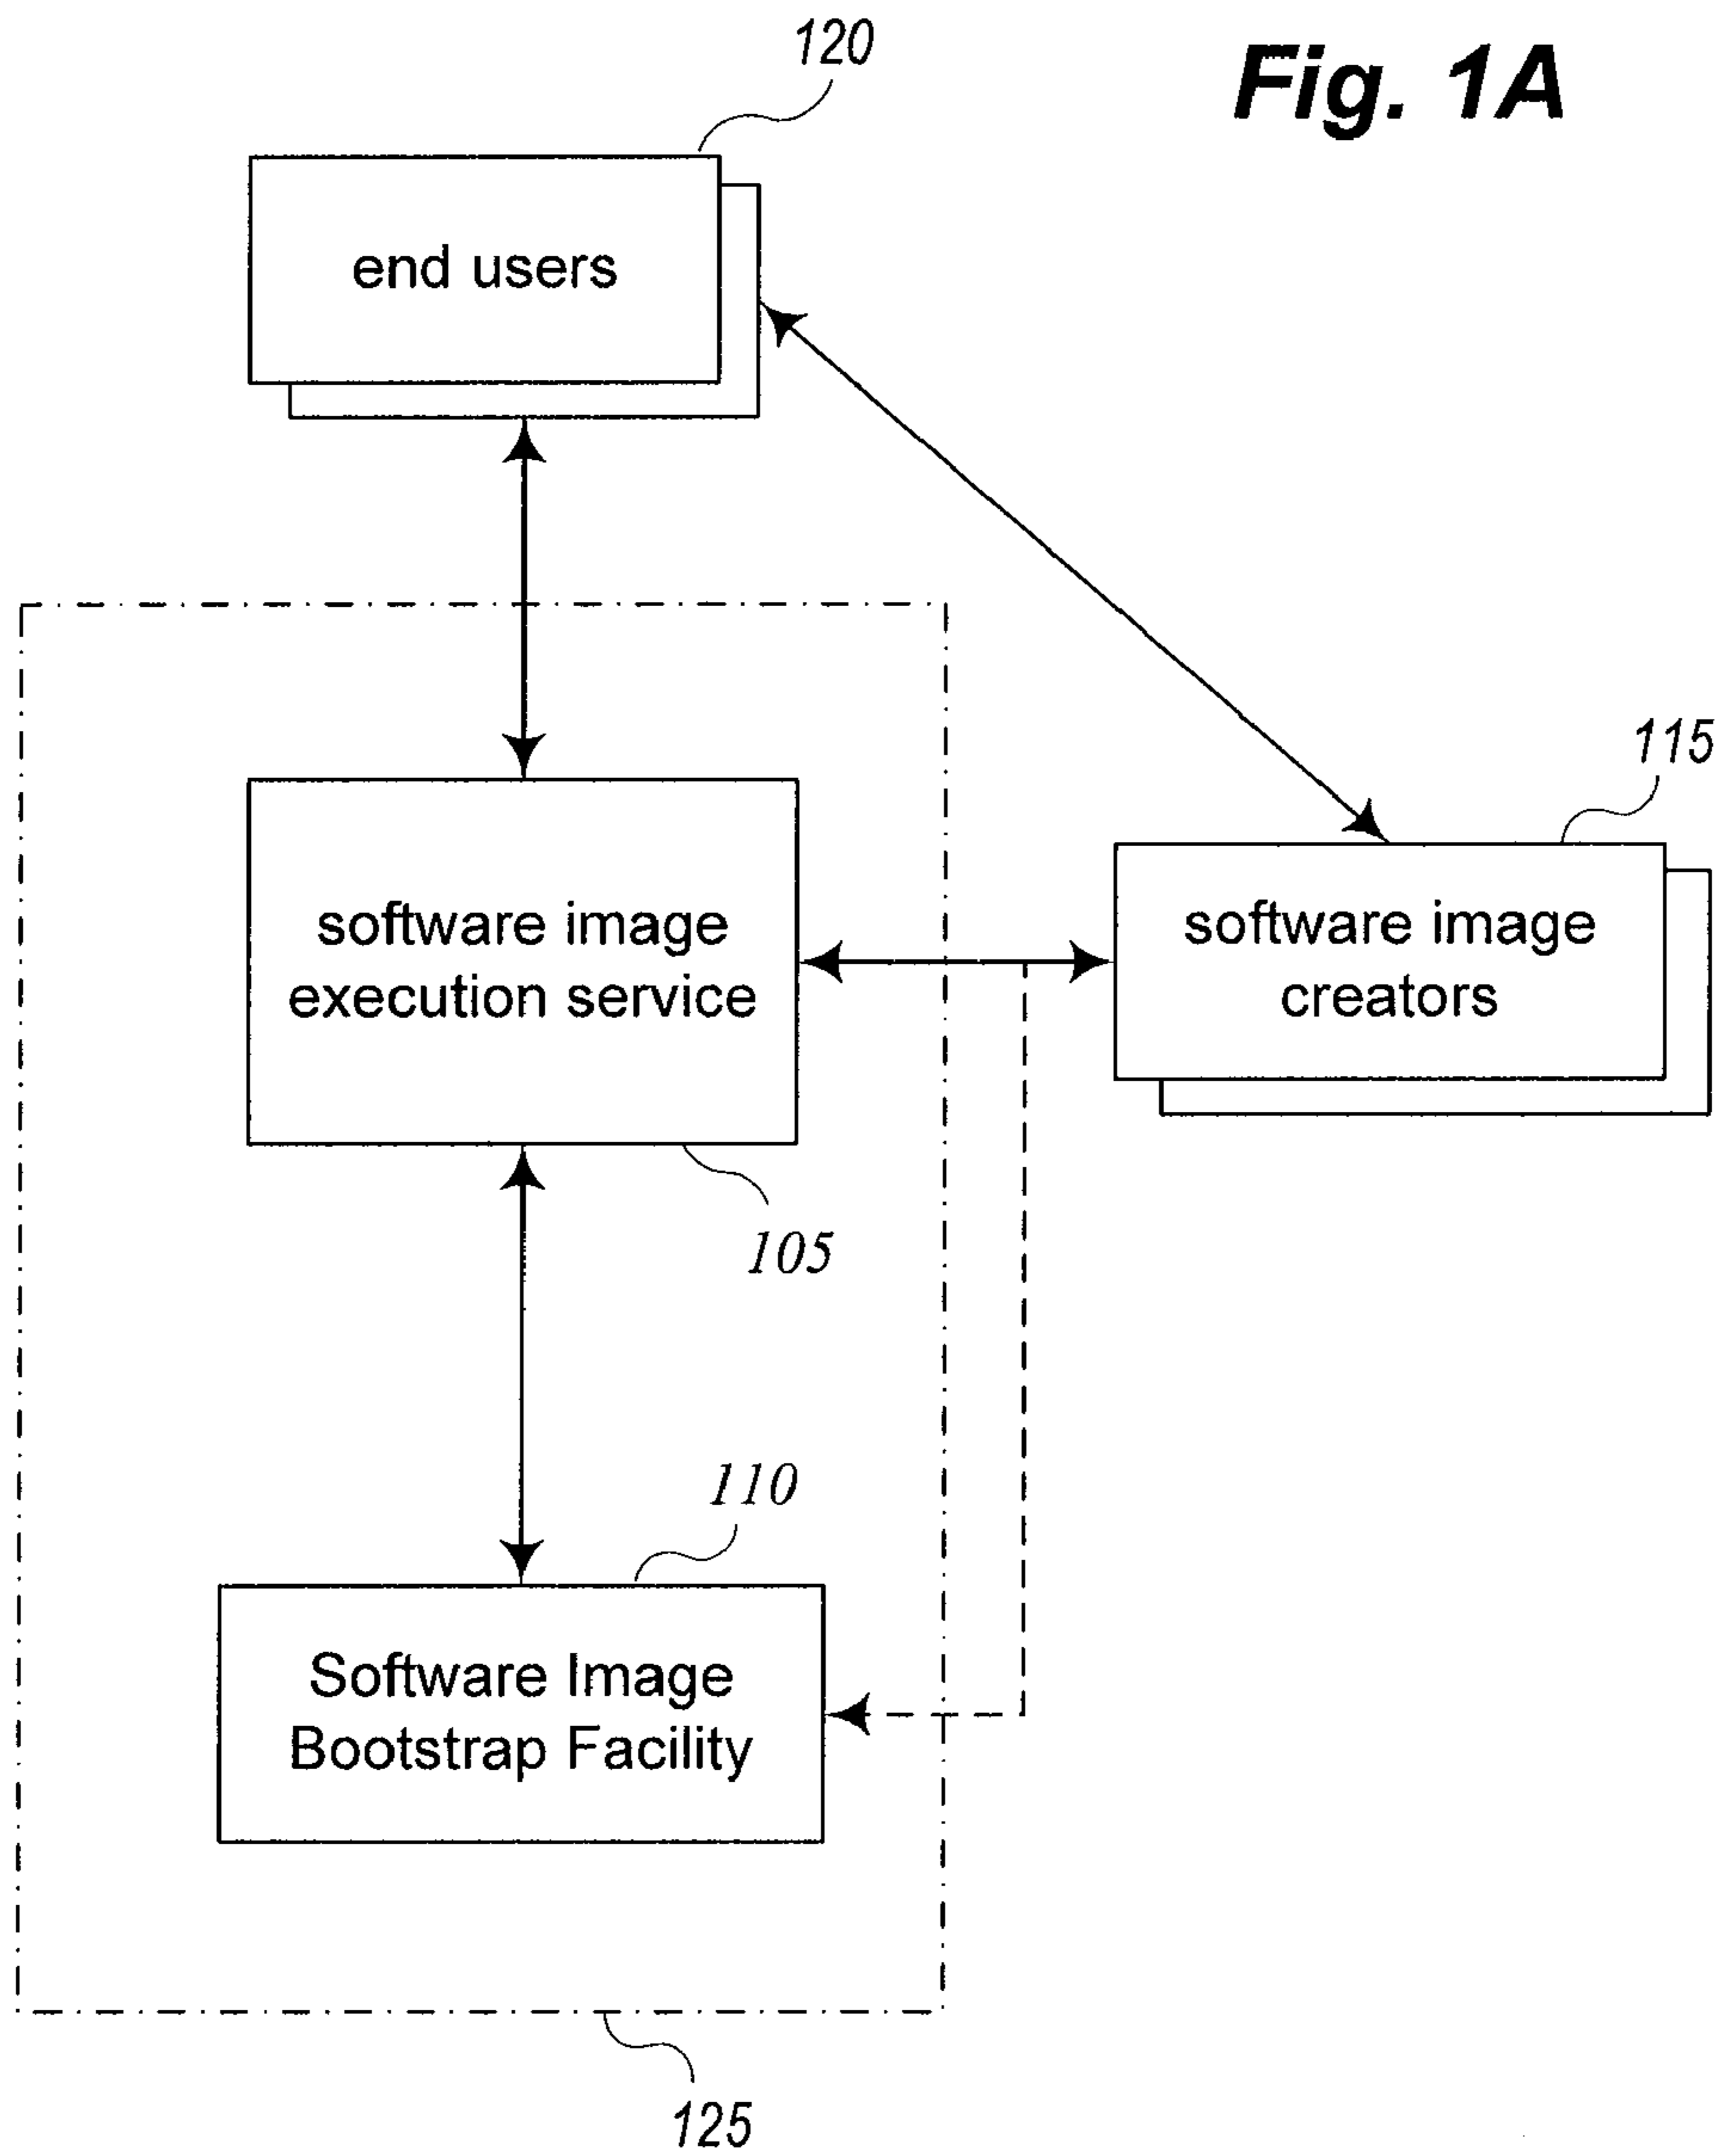 120
Fig. 1A
end users
115
software image
execution service
software image
creators
105
110
Software Image
Bootstrap Facility
125